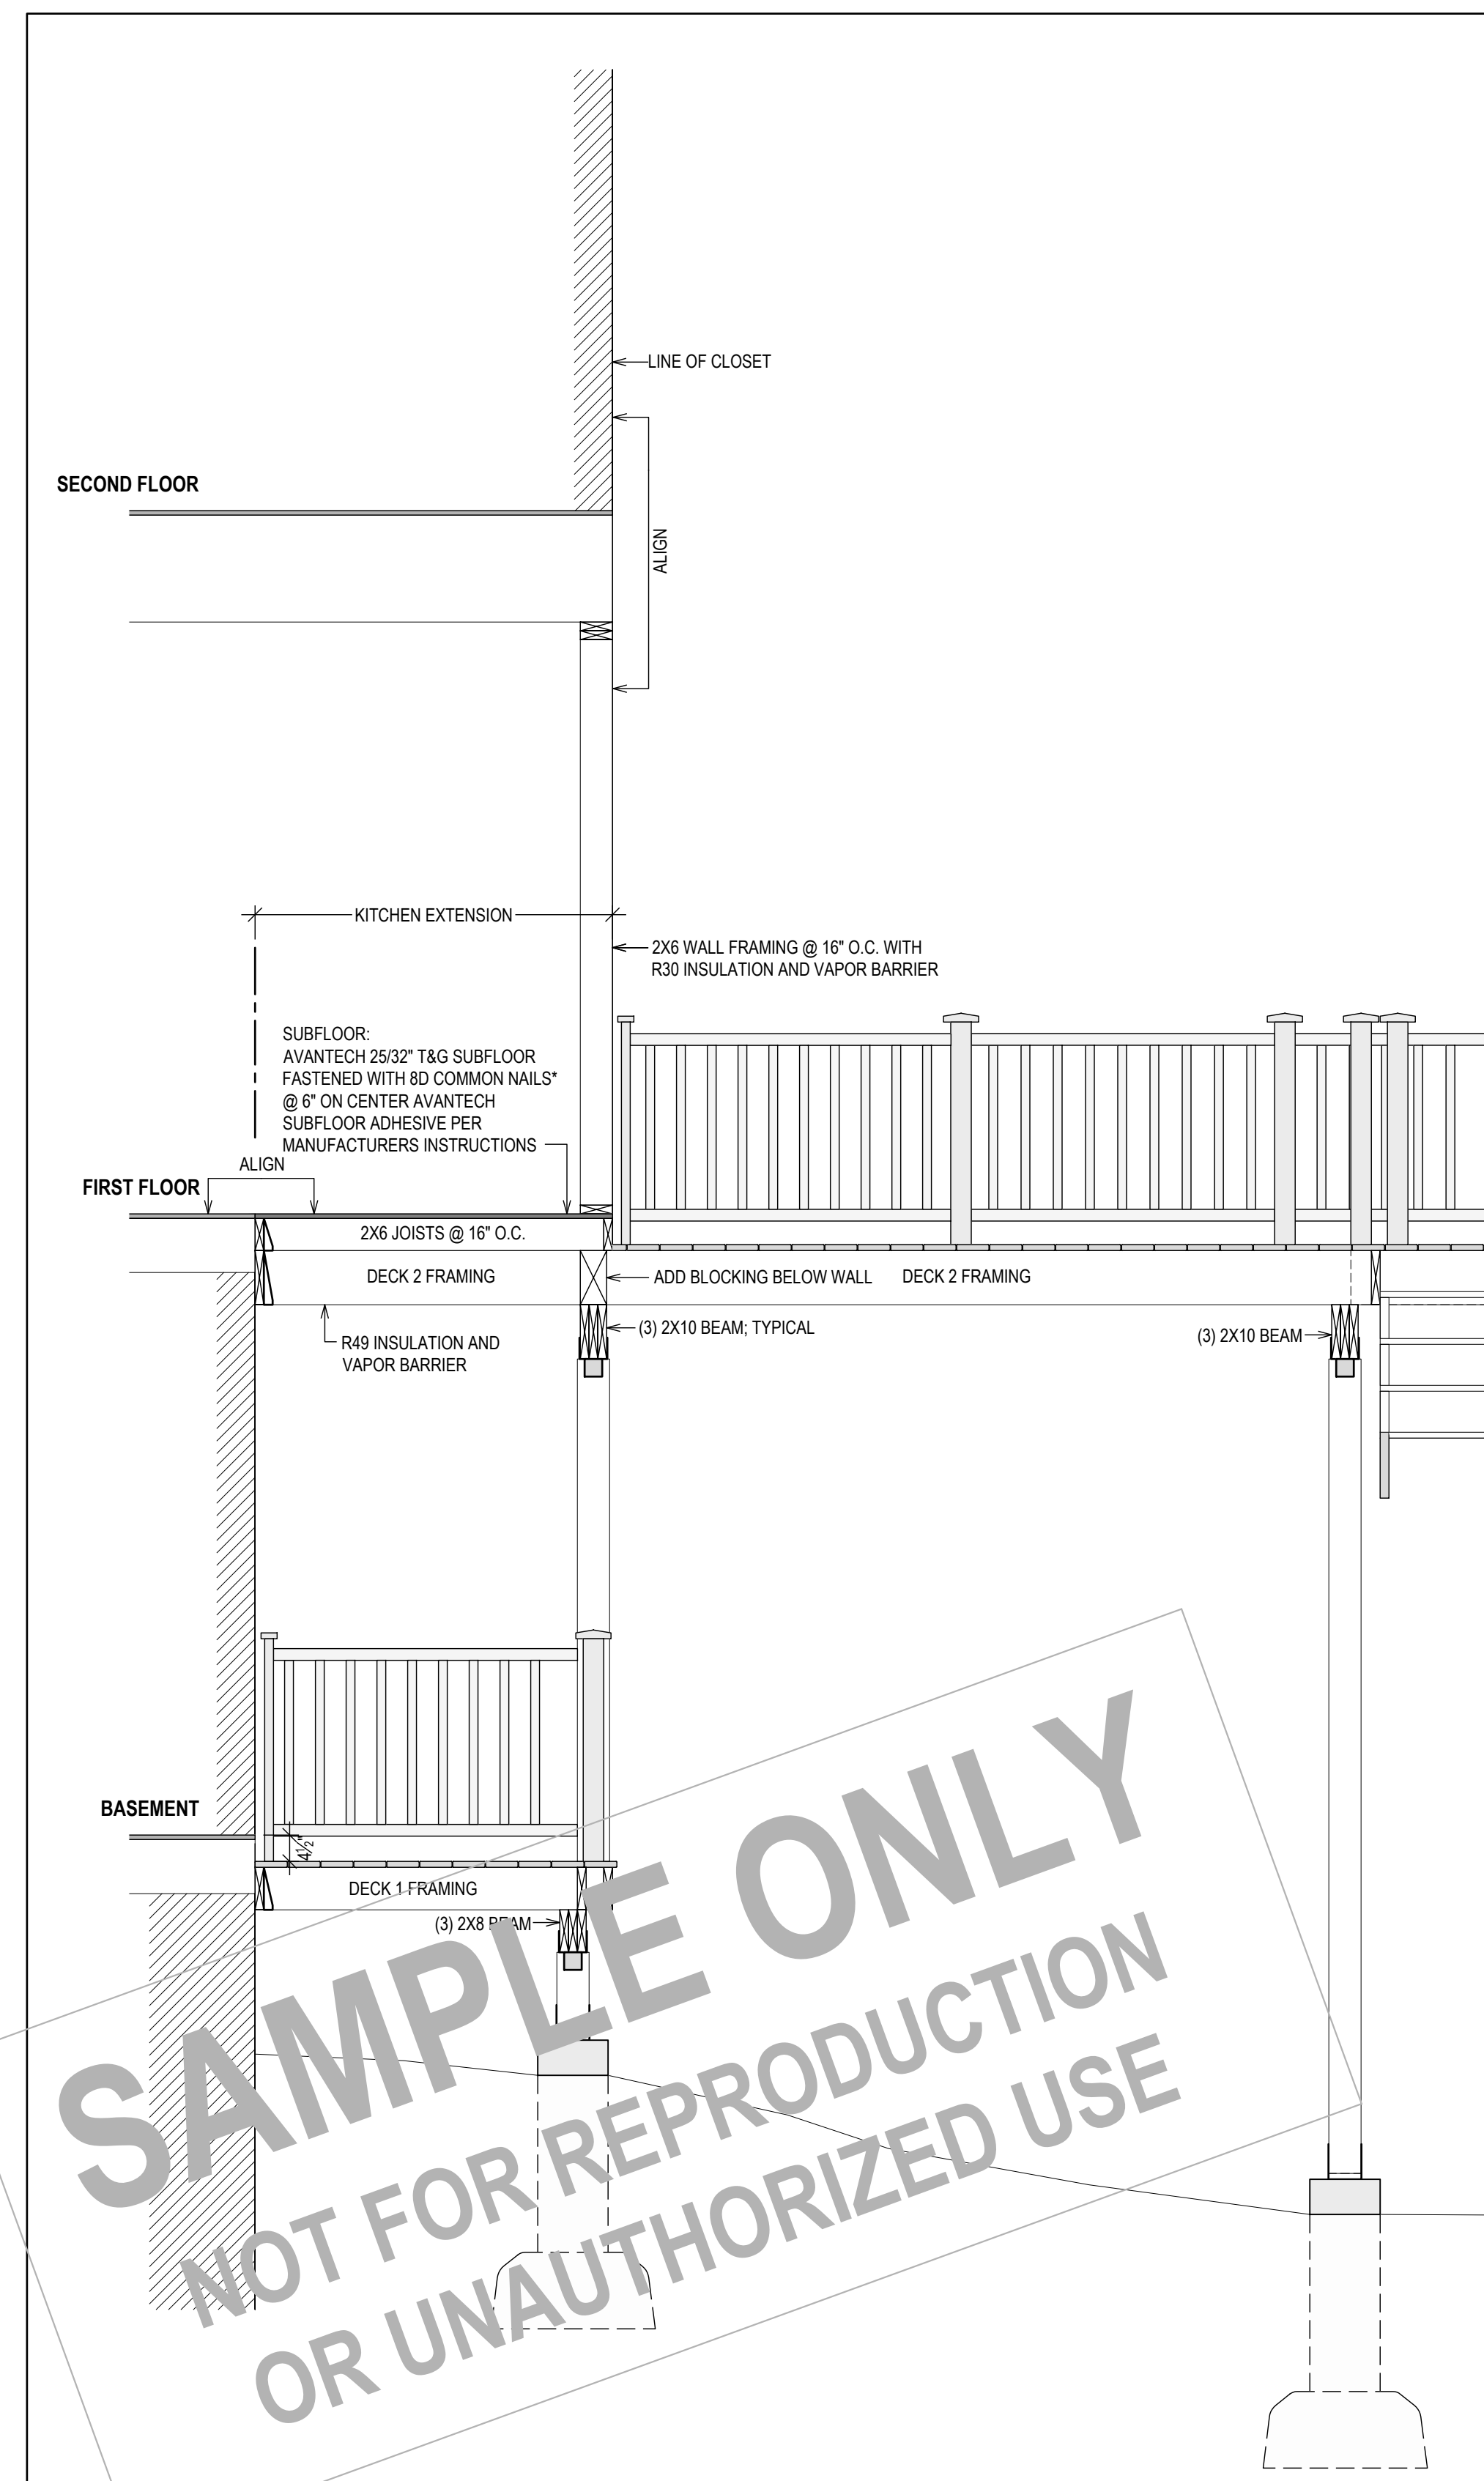 LINE OF CLOSET
SECOND FLOOR
ALIGN
KITCHEN EXTENSION
2X6 WALL FRAMING @ 16" O.C. WITH
R30 INSULATION AND VAPOR BARRIER
SUBFLOOR:
AVANTECH 25/32" T&G SUBFLOOR
FASTENED WITH 8D COMMON NAILS*
@ 6" ON CENTER AVANTECH
SUBFLOOR ADHESIVE PER
MANUFACTURERS INSTRUCTIONS
ALIGN
FIRST FLOOR
2X6 JOISTS @ 16" O.C.
DECK 2 FRAMING
ADD BLOCKING BELOW WALL
DECK 2 FRAMING
(3) 2X10 BEAM; TYPICAL
(3) 2X10 BEAM
R49 INSULATION AND
VAPOR BARRIER
BASEMENT
4½"
DECK 1 FRAMING
(3) 2X8 BEAM
SAMPLE ONLY
NOT FOR REPRODUCTION
OR UNAUTHORIZED USE